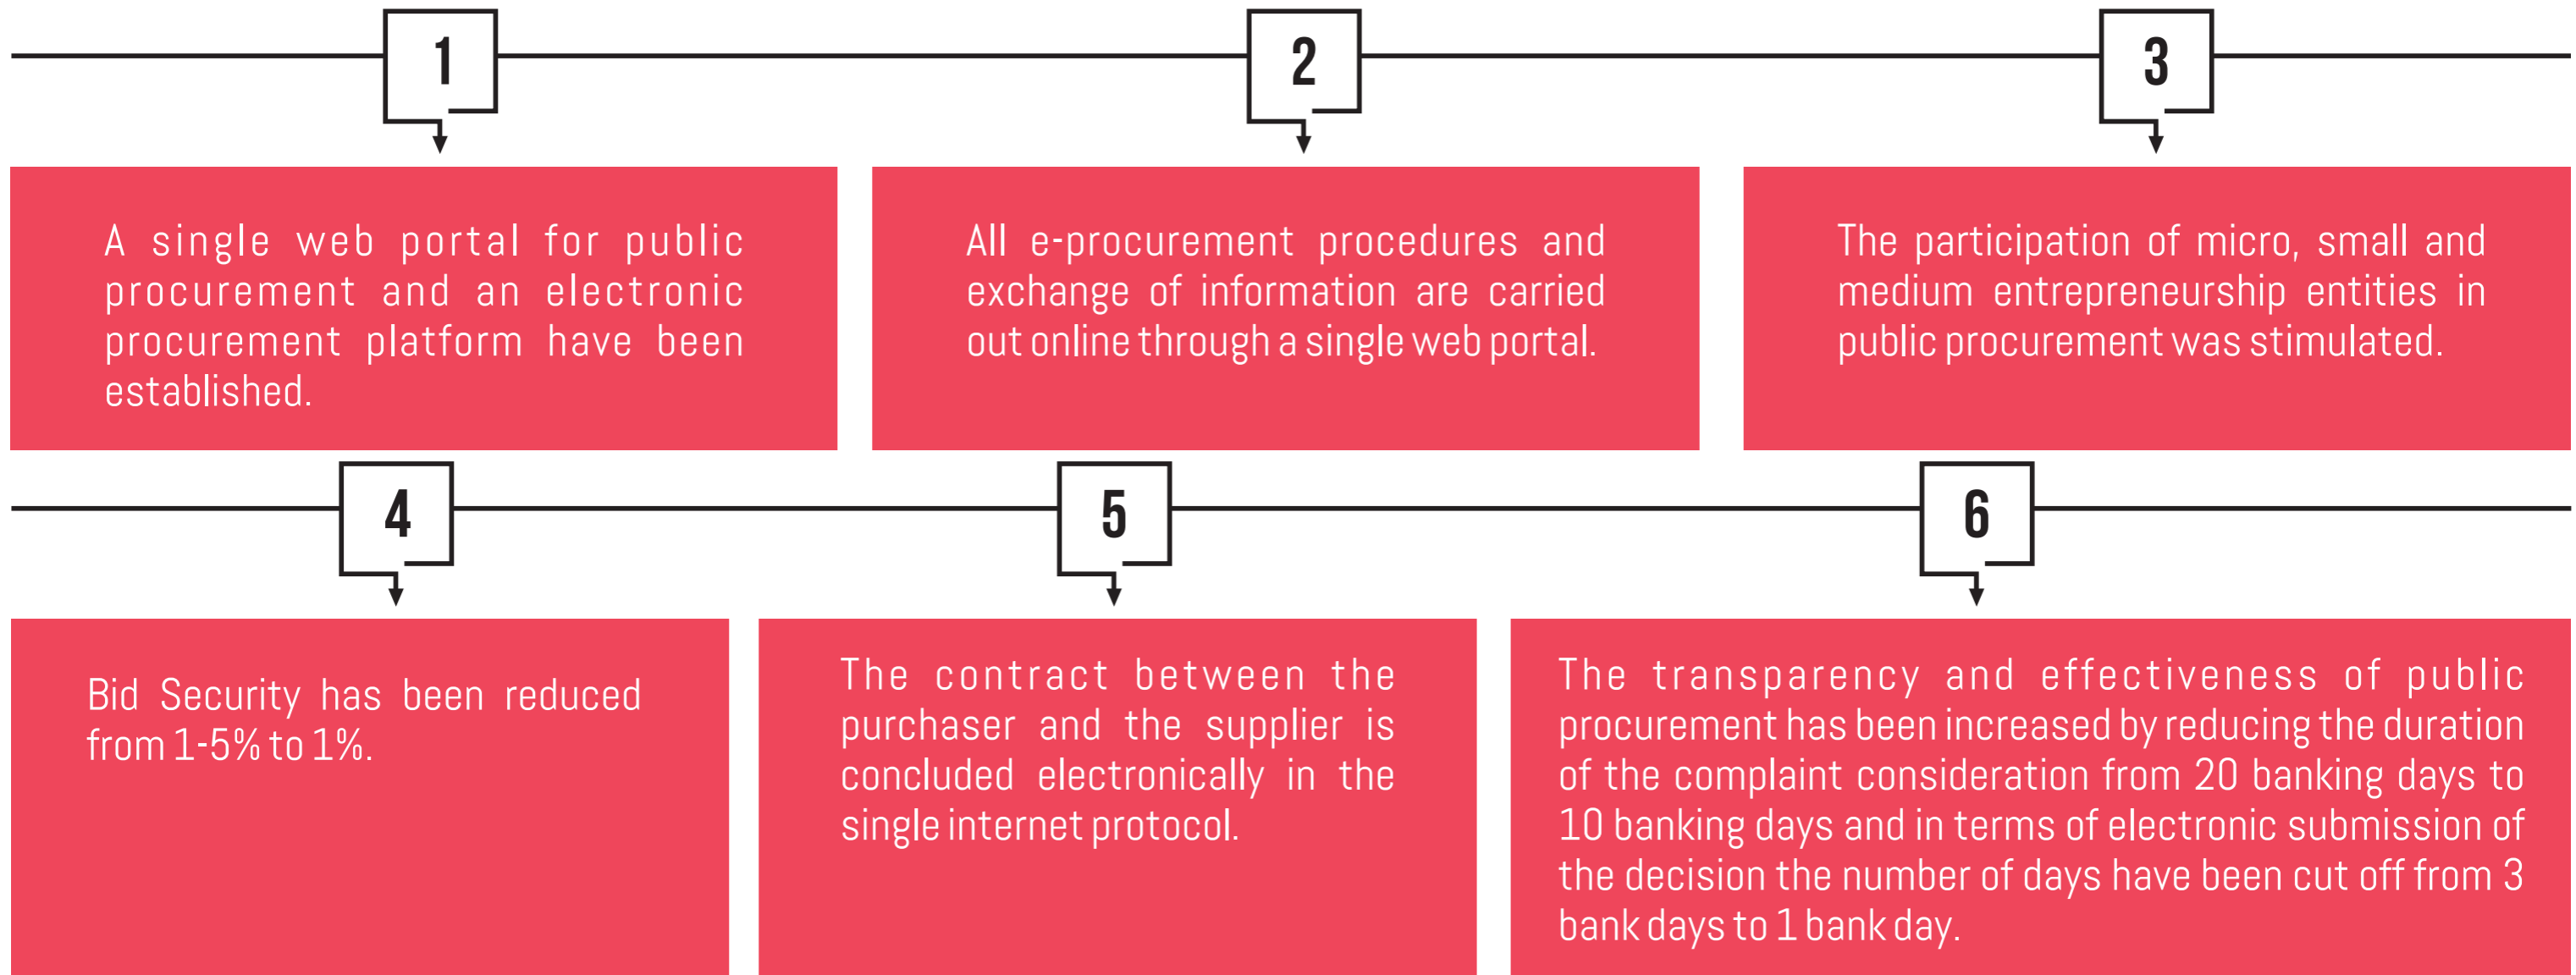 1
A single web portal for public
procurement and an electronic
procurement platform have been
established.
2
All e-procurement procedures and
exchange of information are carried
out online through a single web portal.
3
The participation of micro, small and
medium entrepreneurship entities in
public procurement was stimulated.
4
Bid Security has been reduced
from 1-5% to 1%.
5
The contract between the
purchaser and the supplier is
concluded electronically in the
single internet protocol.
6
The transparency and effectiveness of public
procurement has been increased by reducing the duration
of the complaint consideration from 20 banking days to
10 banking days and in terms of electronic submission of
the decision the number of days have been cut off from 3
bank days to 1 bank day.